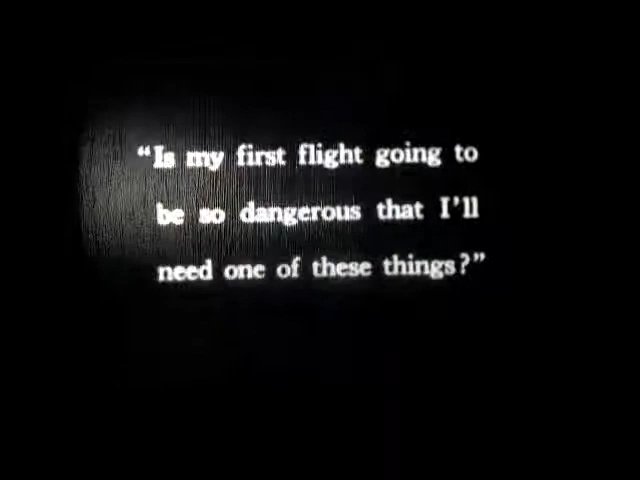 “Is my first flight going to
be so dangerous that I’ll
need one of these things?”